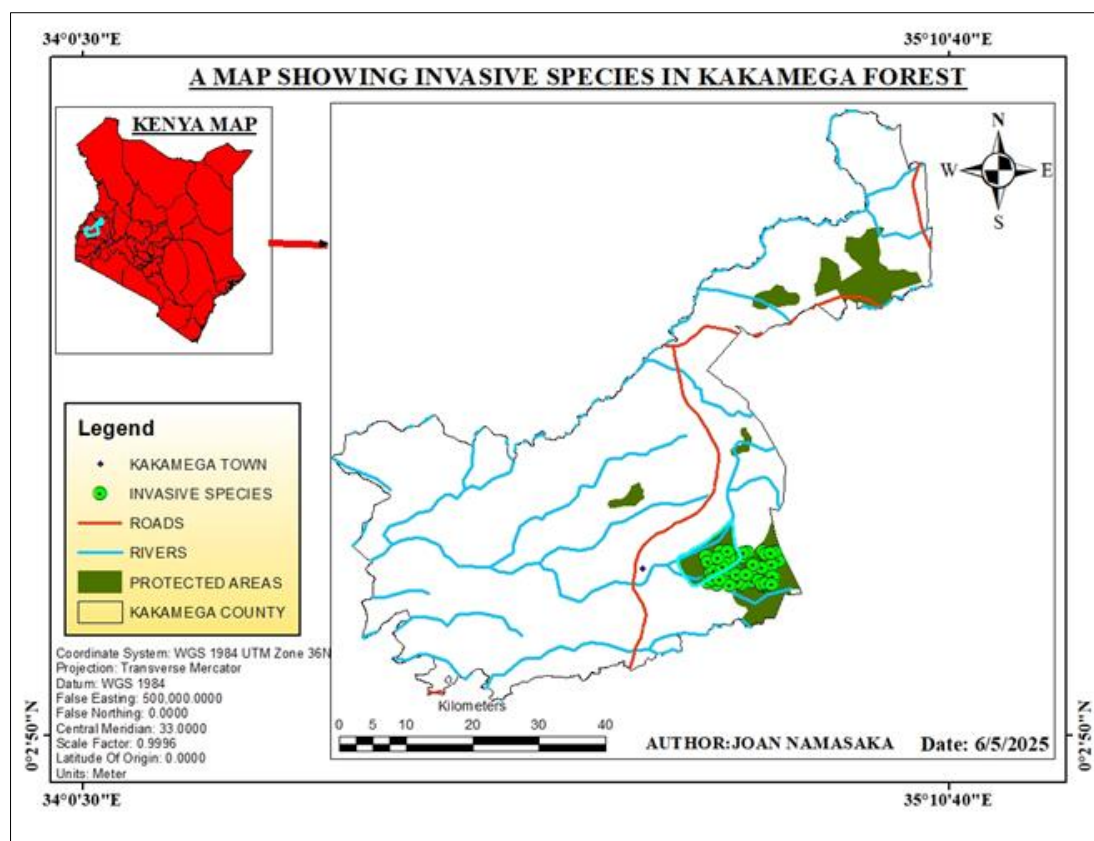 34°0'30"E
35°10'40"E
A MAP SHOWING INVASIVE SPECIES IN KAKAMEGA FOREST
KENYA MAP
N
W
E
S
Legend
KAKAMEGA TOWN
INVASIVE SPECIES
ROADS
RIVERS
PROTECTED AREAS
KAKAMEGA COUNTY
Coordinate System: WGS 1984 UTM Zone 36N
Projection: Transverse Mercator
Datum: WGS 1984
False Easting: 500,000.0000
False Northing: 0.0000
Central Meridian: 33.0000
Scale Factor: 0.9996
Latitude Of Origin: 0.0000
Units: Meter
Kilometers
0 5 10 20 30 40
AUTHOR:JOAN NAMASAKA
Date: 6/5/2025
0°2'50"N
0°2'50"N
34°0'30"E
35°10'40"E